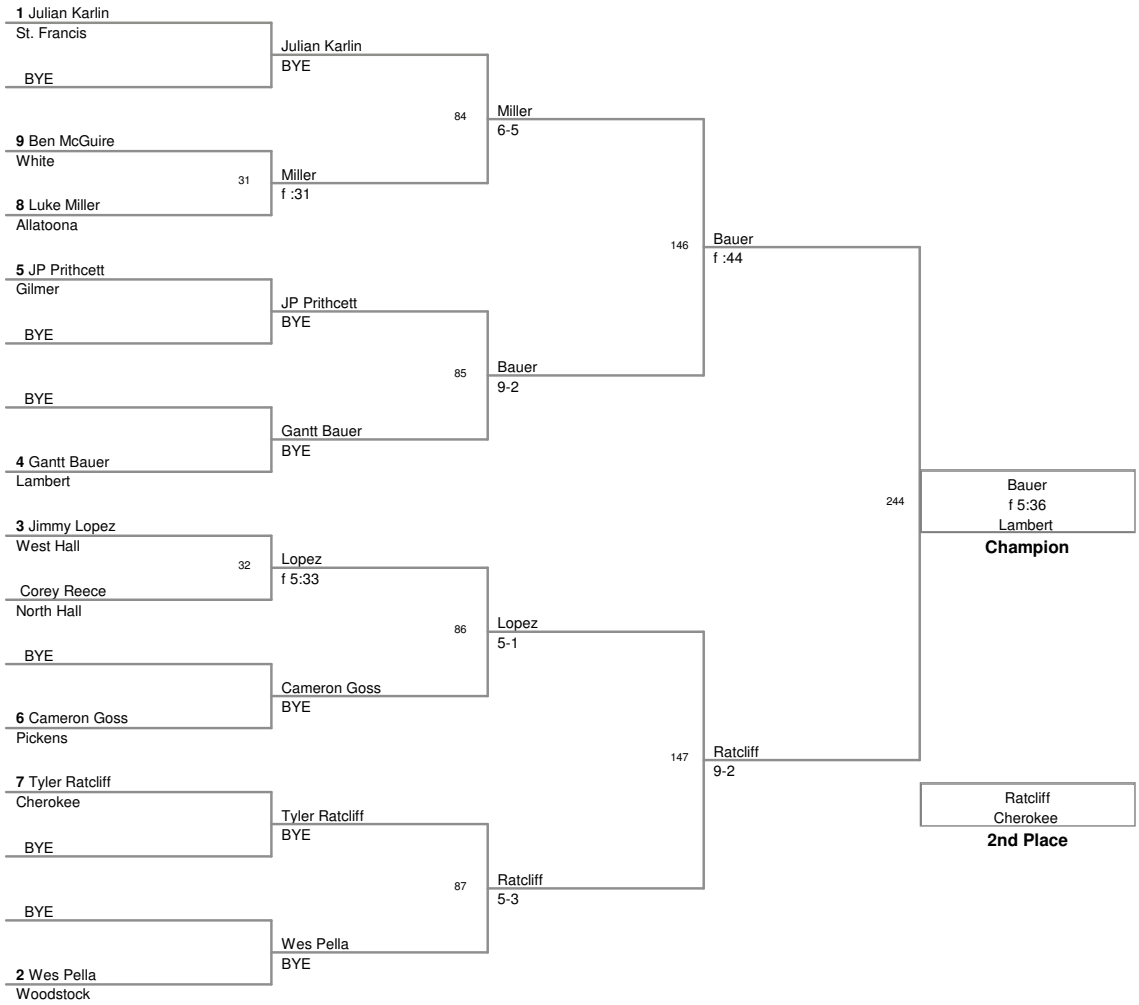 1 Julian Karlin
St. Francis
BYE
9 Ben McGuire
White
8 Luke Miller
Allatoona
5 JP Prithcett
Gilmer
BYE
BYE
4 Gantt Bauer
Lambert
3 Jimmy Lopez
West Hall
Corey Reece
North Hall
BYE
6 Cameron Goss
Pickens
7 Tyler Ratcliff
Cherokee
BYE
BYE
2 Wes Pella
Woodstock
Julian Karlin
BYE
31
Miller
f :31
JP Prithcett
BYE
Gantt Bauer
BYE
32
Lopez
f 5:33
Cameron Goss
BYE
Tyler Ratcliff
BYE
Wes Pella
BYE
84
Miller
6-5
85
Bauer
9-2
86
Lopez
5-1
87
Ratcliff
5-3
146
Bauer
f :44
147
Ratcliff
9-2
244
Bauer
f 5:36
Lambert
Champion
Ratcliff
Cherokee
2nd Place